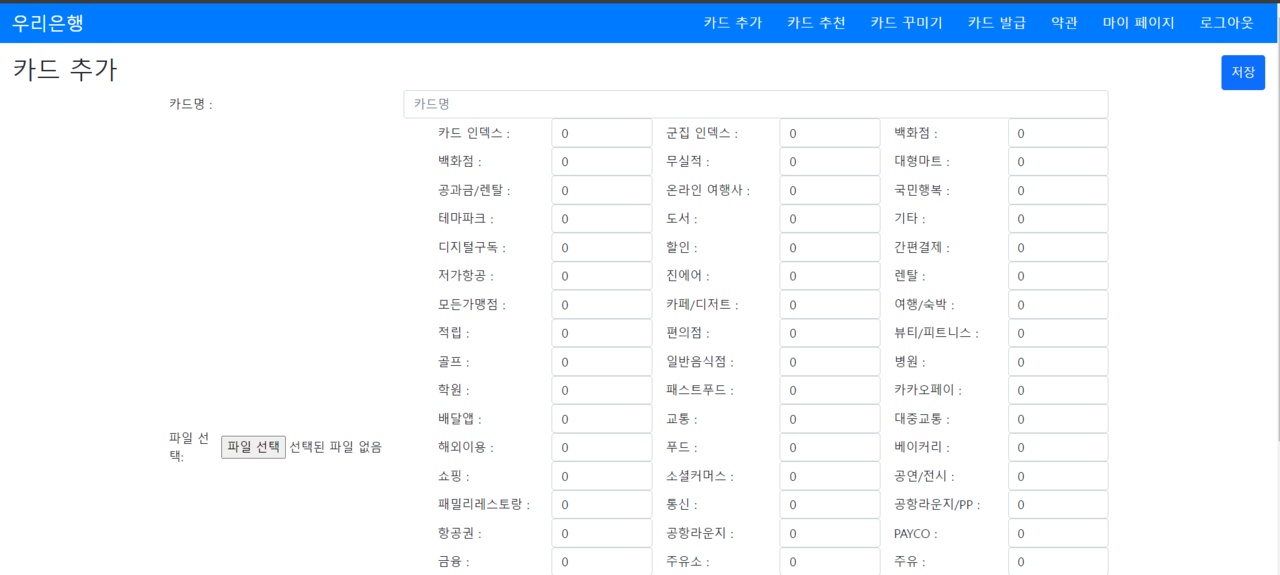 우리은행 카드 추가 카드 추천 카드 꾸미기 카드 발급 약관 마이 페이지 로그아웃
카드 추가 저장
카드명 : 카드명
카드 인덱스 : 0 군집 인덱스 : 0 백화점 : 0
백화점 : 0 무실적 : 0 대형마트 : 0
공과금/렌탈 : 0 온라인 여행사 : 0 국민행복 : 0
테마파크 : 0 도서 : 0 기타 : 0
디지털구독 : 0 할인 : 0 간편결제 : 0
저가항공 : 0 진에어 : 0 렌탈 : 0
모든가맹점 : 0 카페/디저트 : 0 여행/숙박 : 0
적립 : 0 편의점 : 0 뷰티/피트니스 : 0
골프 : 0 일반음식점 : 0 병원 : 0
학원 : 0 패스트푸드 : 0 카카오페이 : 0
배달앱 : 0 교통 : 0 대중교통 : 0
파일 선
택: 파일 선택 선택된 파일 없음
해외이용 : 0 푸드 : 0 베이커리 : 0
쇼핑 : 0 소셜커머스 : 0 공연/전시 : 0
패밀리레스토랑 : 0 통신 : 0 공항라운지/PP : 0
항공권 : 0 공항라운지 : 0 PAYCO : 0
금융 : 0 주유소 : 0 주유 : 0